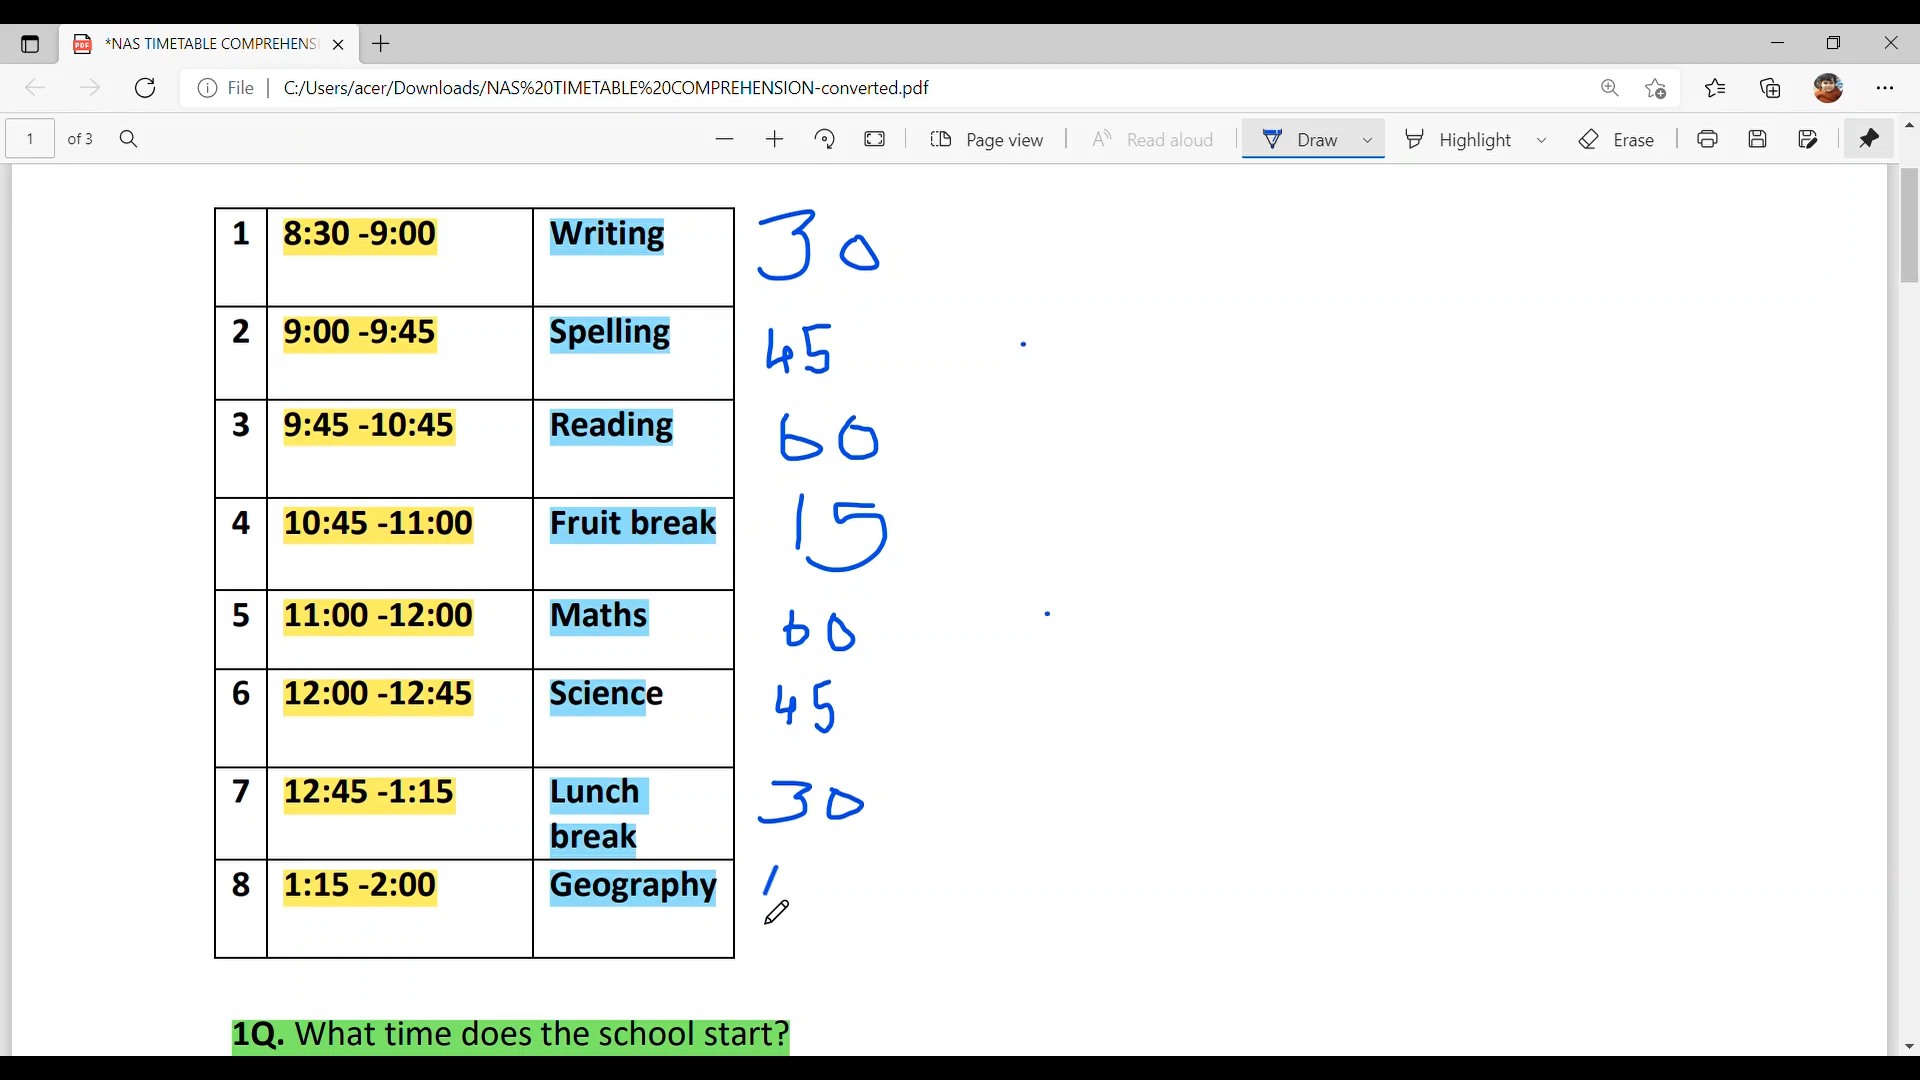 *NAS TIMETABLE COMPREHENSI
File C:/Users/acer/Downloads/NAS%20TIMETABLE%20COMPREHENSION-converted.pdf
1 of 3 Page view Read aloud Draw Highlight Erase
1 8:30 -9:00 Writing 30
2 9:00 -9:45 Spelling 45
3 9:45 -10:45 Reading 60
4 10:45 -11:00 Fruit break 15
5 11:00 -12:00 Maths 60
6 12:00 -12:45 Science 45
7 12:45 -1:15 Lunch break 30
8 1:15 -2:00 Geography
1Q. What time does the school start?